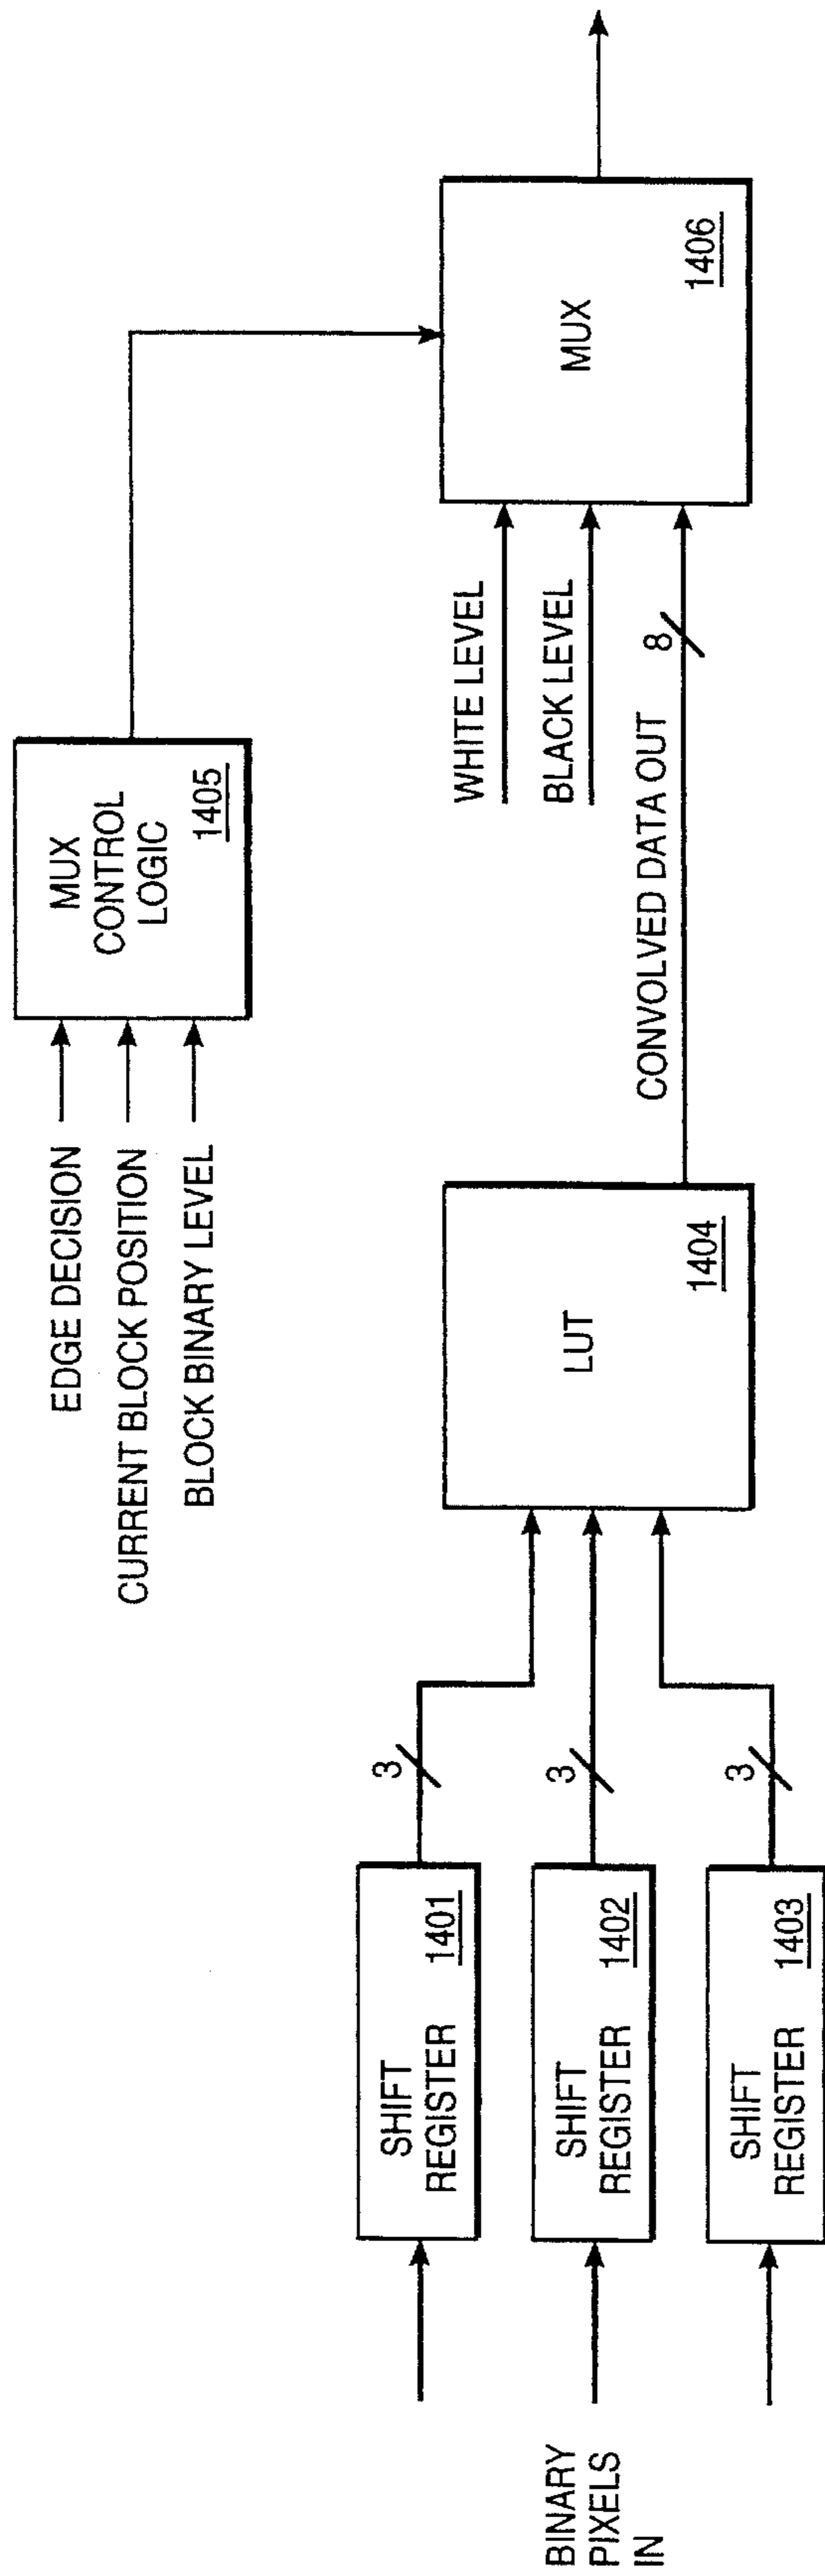 EDGE DECISION
CURRENT BLOCK POSITION
BLOCK BINARY LEVEL
MUX
CONTROL
LOGIC
1405
BINARY
PIXELS
IN
SHIFT
REGISTER
1401
3
SHIFT
REGISTER
1402
3
SHIFT
REGISTER
1403
3
LUT
1404
WHITE LEVEL
BLACK LEVEL
CONVOLVED DATA OUT
8
MUX
1406